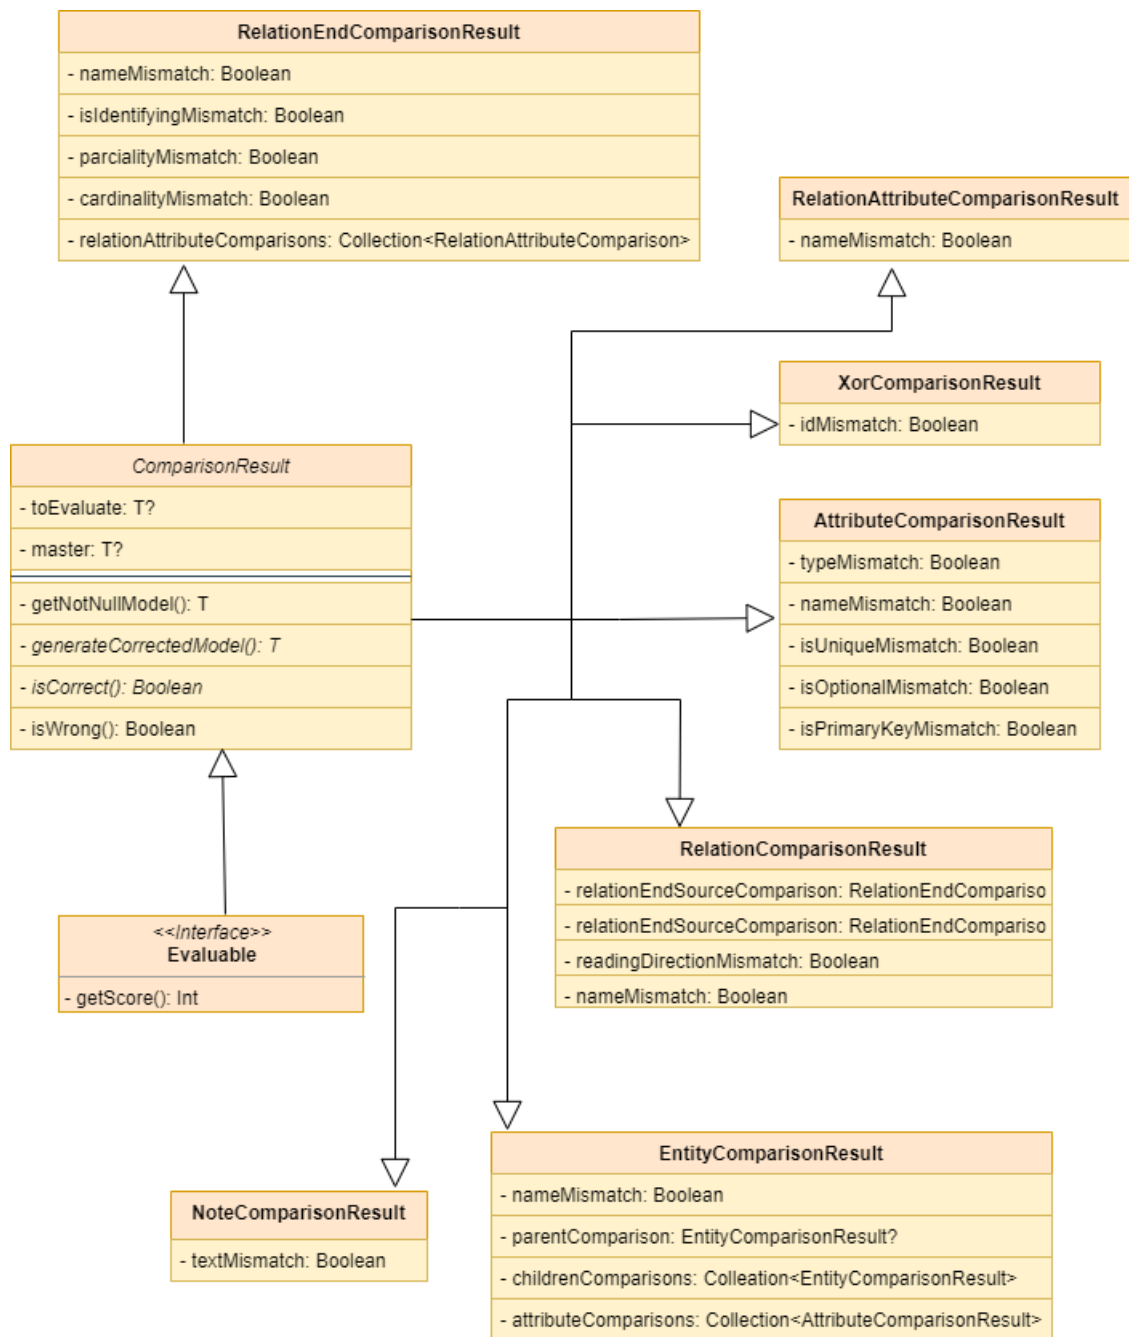 RelationEndComparisonResult
- nameMismatch: Boolean
- isIdentifyingMismatch: Boolean
- parcialityMismatch: Boolean
- cardinalityMismatch: Boolean
- relationAttributeComparisons: Collection<RelationAttributeComparison>
RelationAttributeComparisonResult
- nameMismatch: Boolean
XorComparisonResult
- idMismatch: Boolean
ComparisonResult
- toEvaluate: T?
- master: T?
- getNotNullModel(): T
- generateCorrectedModel(): T
- isCorrect(): Boolean
- isWrong(): Boolean
AttributeComparisonResult
- typeMismatch: Boolean
- nameMismatch: Boolean
- isUniqueMismatch: Boolean
- isOptionalMismatch: Boolean
- isPrimaryKeyMismatch: Boolean
RelationComparisonResult
- relationEndSourceComparison: RelationEndCompariso
- relationEndSourceComparison: RelationEndCompariso
- readingDirectionMismatch: Boolean
- nameMismatch: Boolean
<<Interface>>
Evaluable
- getScore(): Int
EntityComparisonResult
- nameMismatch: Boolean
- parentComparison: EntityComparisonResult?
- childrenComparisons: Colleation<EntityComparisonResult>
- attributeComparisons: Collection<AttributeComparisonResult>
NoteComparisonResult
- textMismatch: Boolean